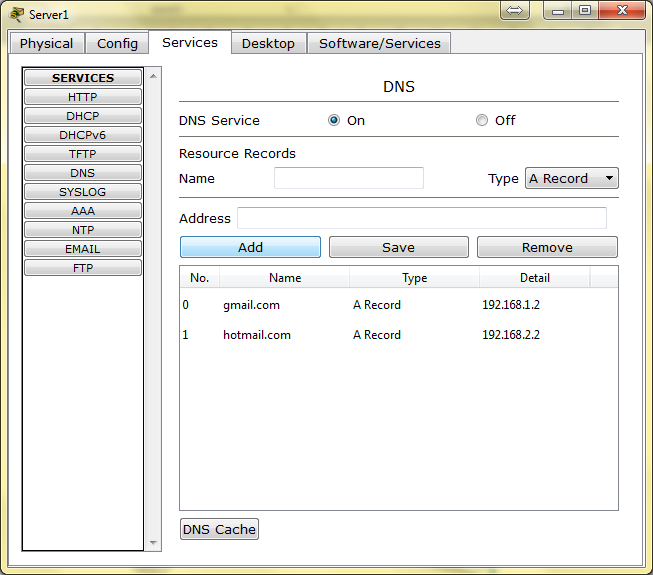 Server1
Physical Config Services Desktop Software/Services
SERVICES
HTTP
DHCP
DHCPv6
TFTP
DNS
SYSLOG
AAA
NTP
EMAIL
FTP
DNS
DNS Service On Off
Resource Records
Name Type A Record
Address
Add Save Remove
No. Name Type Detail
0 gmail.com A Record 192.168.1.2
1 hotmail.com A Record 192.168.2.2
DNS Cache